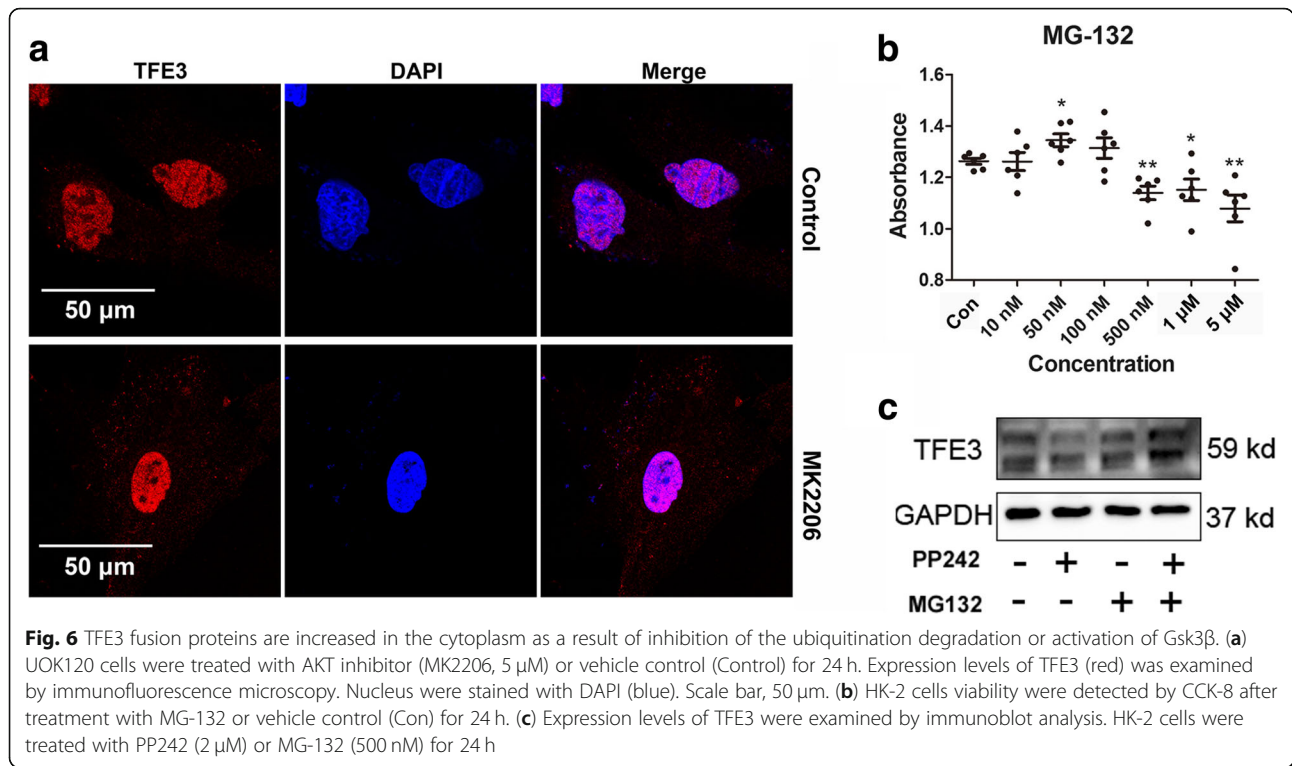 a
TFE3 DAPI Merge
50 µm
Control
50 µm
MK2206
b
MG-132
Absorbance
1.6
1.4
1.2
1.0
0.8
* ** * **
Con 10 nM 50 nM 100 nM 500 nM 1 µM 5 µM
Concentration
c
TFE3 59 kd
GAPDH 37 kd
PP242 - + - +
MG132 - - + +
Fig. 6 TFE3 fusion proteins are increased in the cytoplasm as a result of inhibition of the ubiquitination degradation or activation of Gsk3β. (a)
UOK120 cells were treated with AKT inhibitor (MK2206, 5 µM) or vehicle control (Control) for 24 h. Expression levels of TFE3 (red) was examined
by immunofluorescence microscopy. Nucleus were stained with DAPI (blue). Scale bar, 50 µm. (b) HK-2 cells viability were detected by CCK-8 after
treatment with MG-132 or vehicle control (Con) for 24 h. (c) Expression levels of TFE3 were examined by immunoblot analysis. HK-2 cells were
treated with PP242 (2 µM) or MG-132 (500 nM) for 24 h